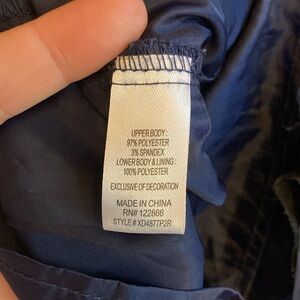 UPPER BODY:
97% POLYESTER
3% SPANDEX
LOWER BODY & LINING:
100% POLYESTER
EXCLUSIVE OF DECORATION
MADE IN CHINA
RN# 122866
STYLE # XD4877P2R